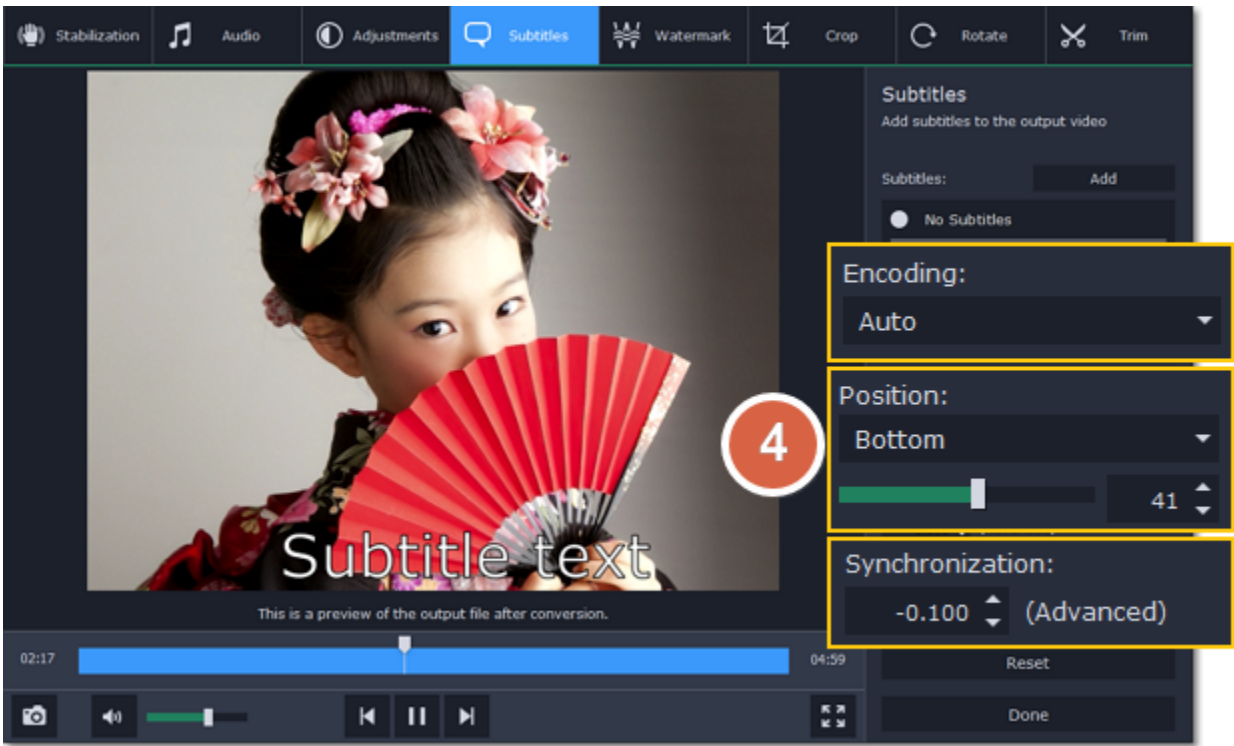 Stabilization Audio Adjustments Subtitles Watermark Crop Rotate Trim
Subtitles
Add subtitles to the output video
Subtitles: Add
No Subtitles
Encoding:
Auto
Position:
4
Bottom
41
Synchronization:
-0.100 (Advanced)
Subtitle text
This is a preview of the output file after conversion.
02:17 04:59
Reset
Done